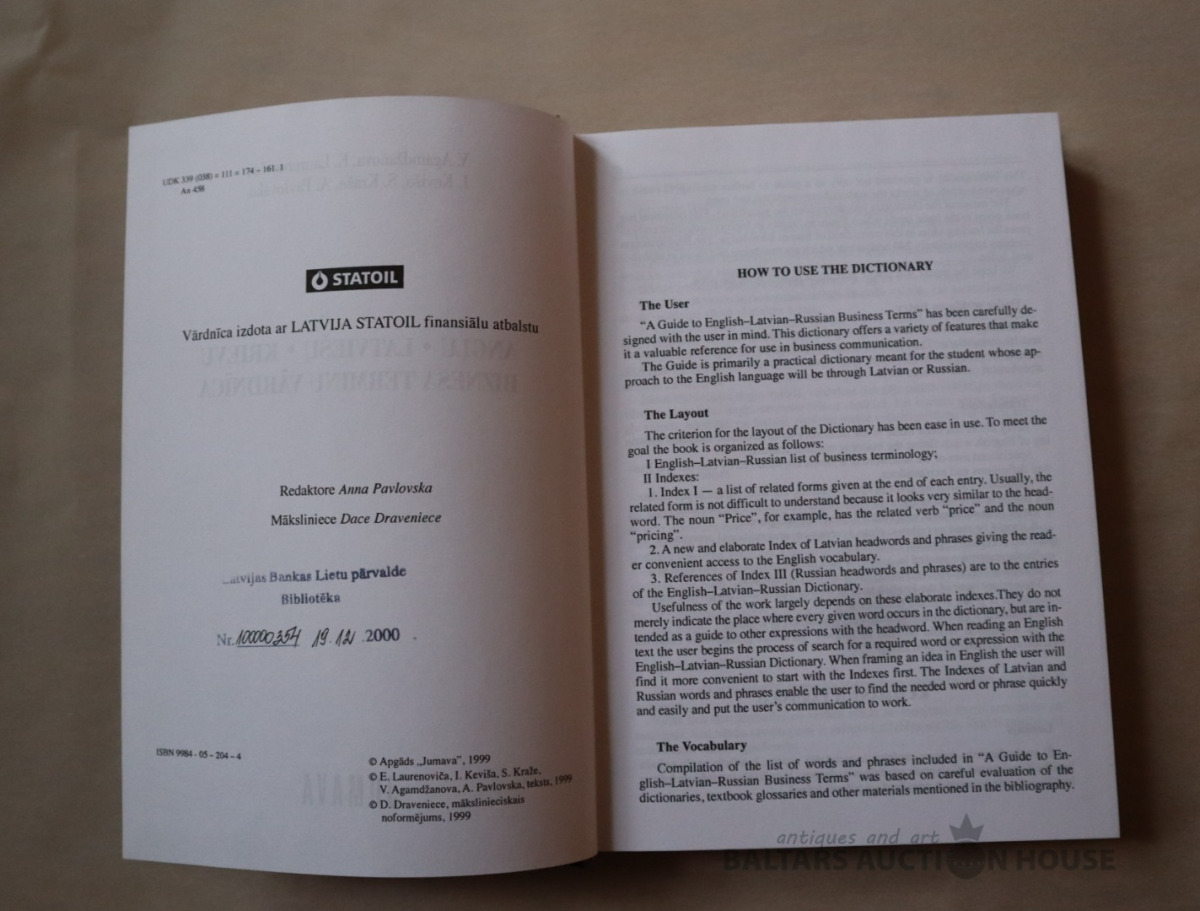 UDK 339 (038) = 111 = 174 - 161. 1
An 458
STATOIL
Vārdnīca izdota ar LATVIJA STATOIL finansiālu atbalstu
Redaktore Anna Pavlovska
Māksliniece Dace Draveniece
Latvijas Bankas Lietu pārvalde
Bibliotēka
Nr. 10000354 19.12.2000
ISBN 9984 - 05 - 204 - 4
© Apgāds „Jumava”, 1999
© E. Laurenoviča, I. Keviša, S. Kraže,
V. Agamdžanova, A. Pavlovska, teksts, 1999
© D. Draveniece, mākslinieciskais
noformējums, 1999
HOW TO USE THE DICTIONARY
The User
“A Guide to English–Latvian–Russian Business Terms” has been carefully de-
signed with the user in mind. This dictionary offers a variety of features that make
it a valuable reference for use in business communication.
The Guide is primarily a practical dictionary meant for the student whose ap-
proach to the English language will be through Latvian or Russian.
The Layout
The criterion for the layout of the Dictionary has been ease in use. To meet the
goal the book is organized as follows:
I English–Latvian–Russian list of business terminology;
II Indexes:
1. Index I — a list of related forms given at the end of each entry. Usually, the
related form is not difficult to understand because it looks very similar to the head-
word. The noun “Price”, for example, has the related verb “price” and the noun
“pricing”.
2. A new and elaborate Index of Latvian headwords and phrases giving the read-
er convenient access to the English vocabulary.
3. References of Index III (Russian headwords and phrases) are to the entries
of the English–Latvian–Russian Dictionary.
Usefulness of the work largely depends on these elaborate indexes.They do not
merely indicate the place where every given word occurs in the dictionary, but are in-
tended as a guide to other expressions with the headword. When reading an English
text the user begins the process of search for a required word or expression with the
English–Latvian–Russian Dictionary. When framing an idea in English the user will
find it more convenient to start with the Indexes first. The Indexes of Latvian and
Russian words and phrases enable the user to find the needed word or phrase quickly
and easily and put the user's communication to work.
The Vocabulary
Compilation of the list of words and phrases included in “A Guide to En-
glish–Latvian–Russian Business Terms” was based on careful evaluation of the
dictionaries, textbook glossaries and other materials mentioned in the bibliography.
antiques and art
BALTARS AUCTION HOUSE